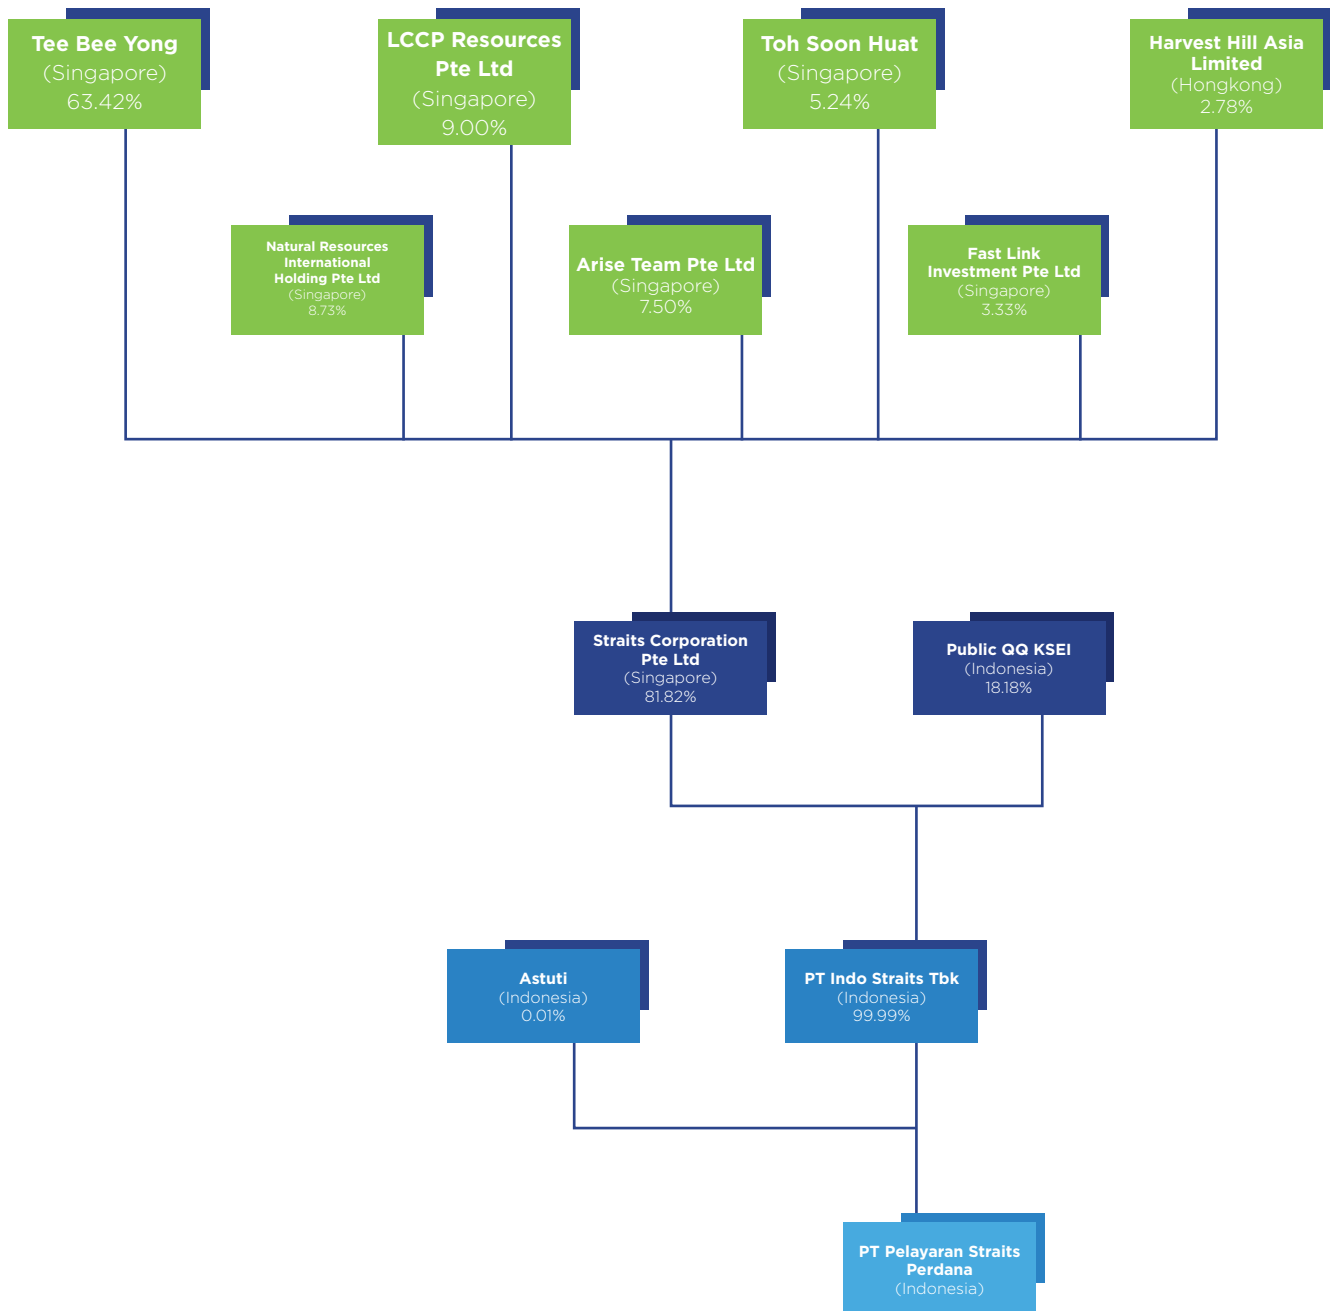 Tee Bee Yong
(Singapore)
63.42%
LCCP Resources
Pte Ltd
(Singapore)
9.00%
Toh Soon Huat
(Singapore)
5.24%
Harvest Hill Asia
Limited
(Hongkong)
2.78%
Natural Resources
International
Holding Pte Ltd
(Singapore)
8.73%
Arise Team Pte Ltd
(Singapore)
7.50%
Fast Link
Investment Pte Ltd
(Singapore)
3.33%
Straits Corporation
Pte Ltd
(Singapore)
81.82%
Public QQ KSEI
(Indonesia)
18.18%
Astuti
(Indonesia)
0.01%
PT Indo Straits Tbk
(Indonesia)
99.99%
PT Pelayaran Straits
Perdana
(Indonesia)